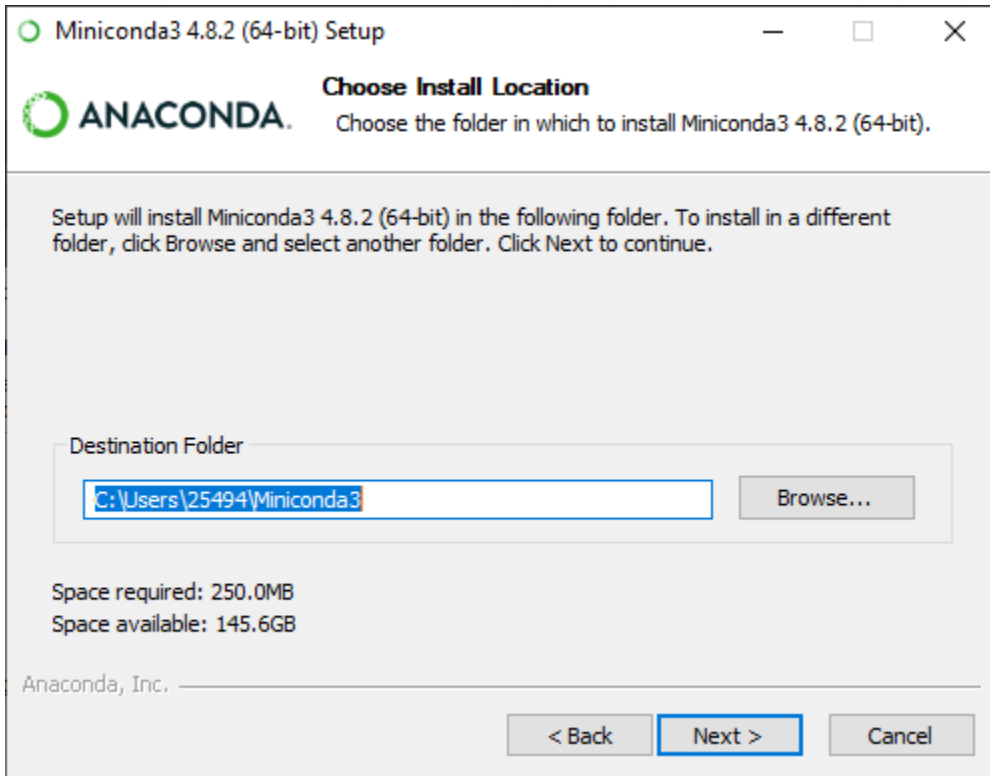 Miniconda3 4.8.2 (64-bit) Setup
ANACONDA.
Choose Install Location
Choose the folder in which to install Miniconda3 4.8.2 (64-bit).
Setup will install Miniconda3 4.8.2 (64-bit) in the following folder. To install in a different
folder, click Browse and select another folder. Click Next to continue.
Destination Folder
C:\Users\25494\Miniconda3
Browse...
Space required: 250.0MB
Space available: 145.6GB
Anaconda, Inc.
< Back
Next >
Cancel